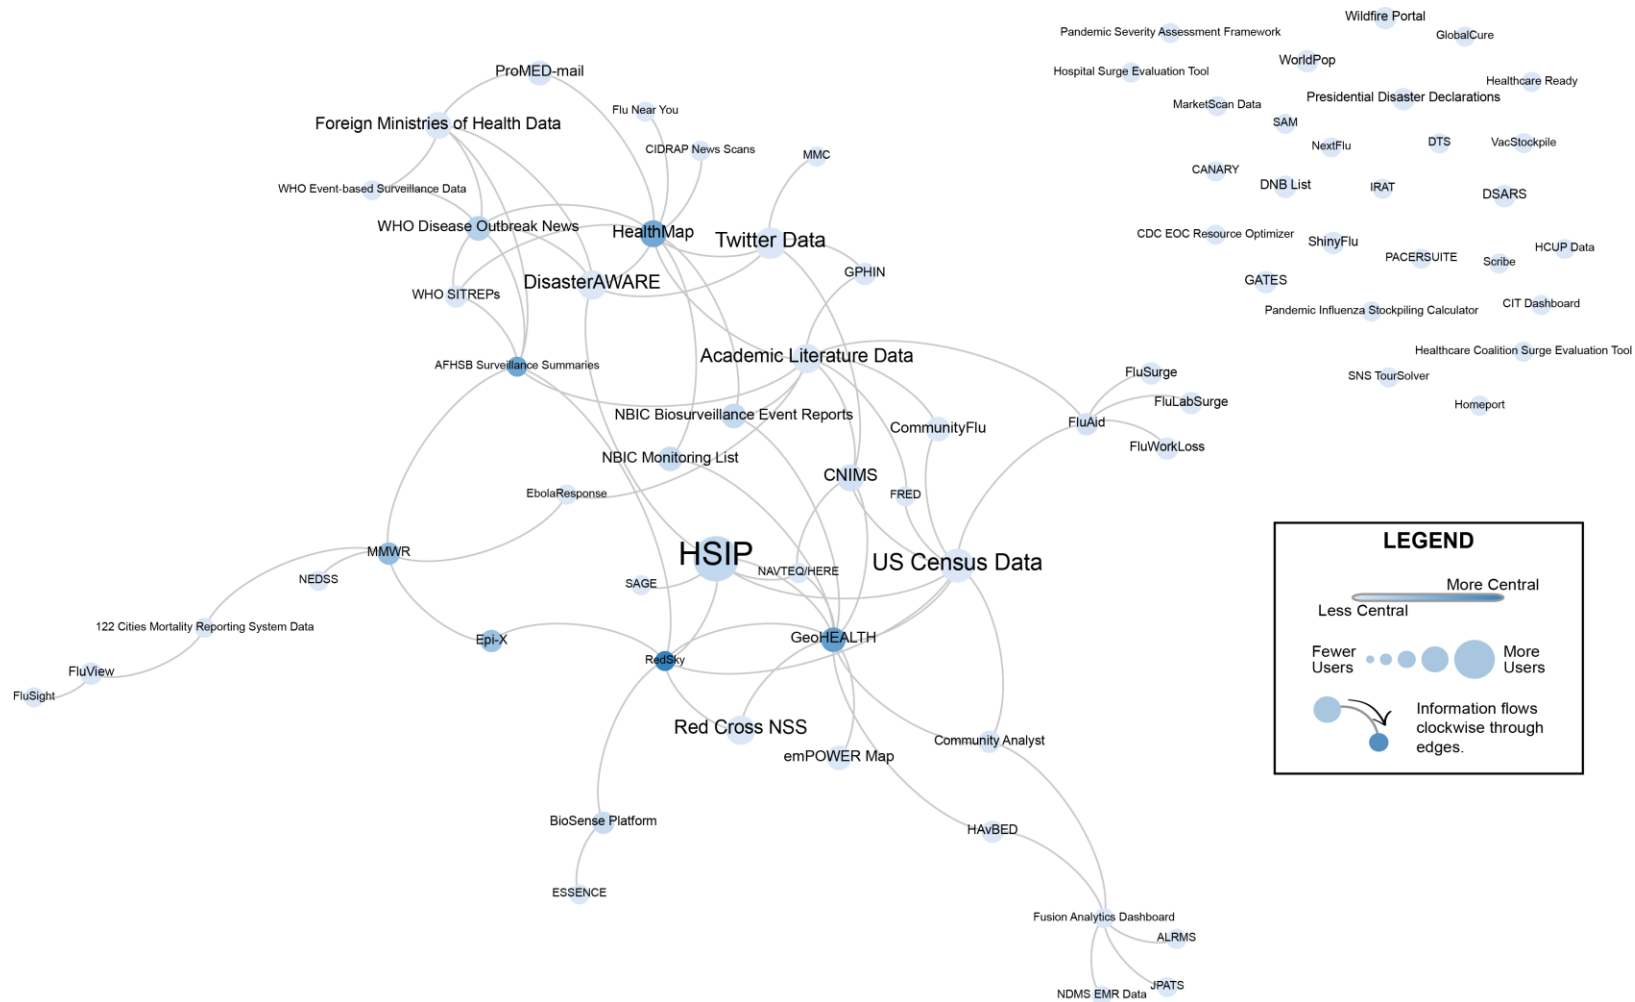 Wildfire Portal
Pandemic Severity Assessment Framework
GlobalCure
WorldPop
ProMED-mail
Hospital Surge Evaluation Tool
Healthcare Ready
Presidential Disaster Declarations
MarketScan Data
Flu Near You
Foreign Ministries of Health Data
SAM
DTS
VacStockpile
NextFlu
CIDRAP News Scans
MMC
CANARY
DNB List
IRAT
WHO Event-based Surveillance Data
DSARS
WHO Disease Outbreak News
HealthMap
Twitter Data
CDC EOC Resource Optimizer
ShinyFlu
HCUP Data
PACERSUITE
Scribe
GPHIN
DisasterAWARE
GATES
WHO SITREPs
CIT Dashboard
Pandemic Influenza Stockpiling Calculator
Academic Literature Data
Healthcare Coalition Surge Evaluation Tool
AFHSB Surveillance Summaries
FluSurge
SNS TourSolver
FluLabSurge
Homeport
NBIC Biosurveillance Event Reports
FluAid
CommunityFlu
FluWorkLoss
NBIC Monitoring List
CNIMS
EbolaResponse
FRED
MMWR
HSIP
US Census Data
NAVTEQ/HERE
NEDSS
SAGE
122 Cities Mortality Reporting System Data
Epi-X
GeoHEALTH
RedSky
FluView
FluSight
Red Cross NSS
Community Analyst
emPOWER Map
BioSense Platform
HAvBED
ESSENCE
Fusion Analytics Dashboard
ALRMS
JPATS
NDMS EMR Data
LEGEND
More Central
Less Central
Fewer
Users
More
Users
Information flows
clockwise through
edges.